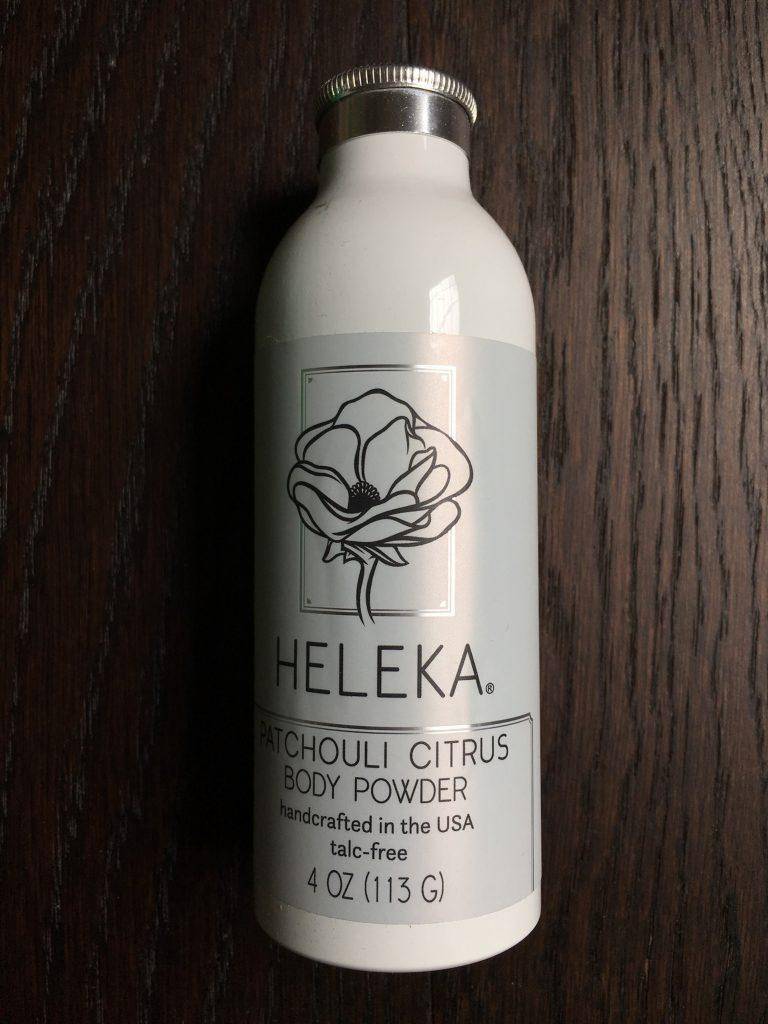 HELEKA®
PATCHOULI CITRUS
BODY POWDER
handcrafted in the USA
talc-free
4 OZ (113 G)